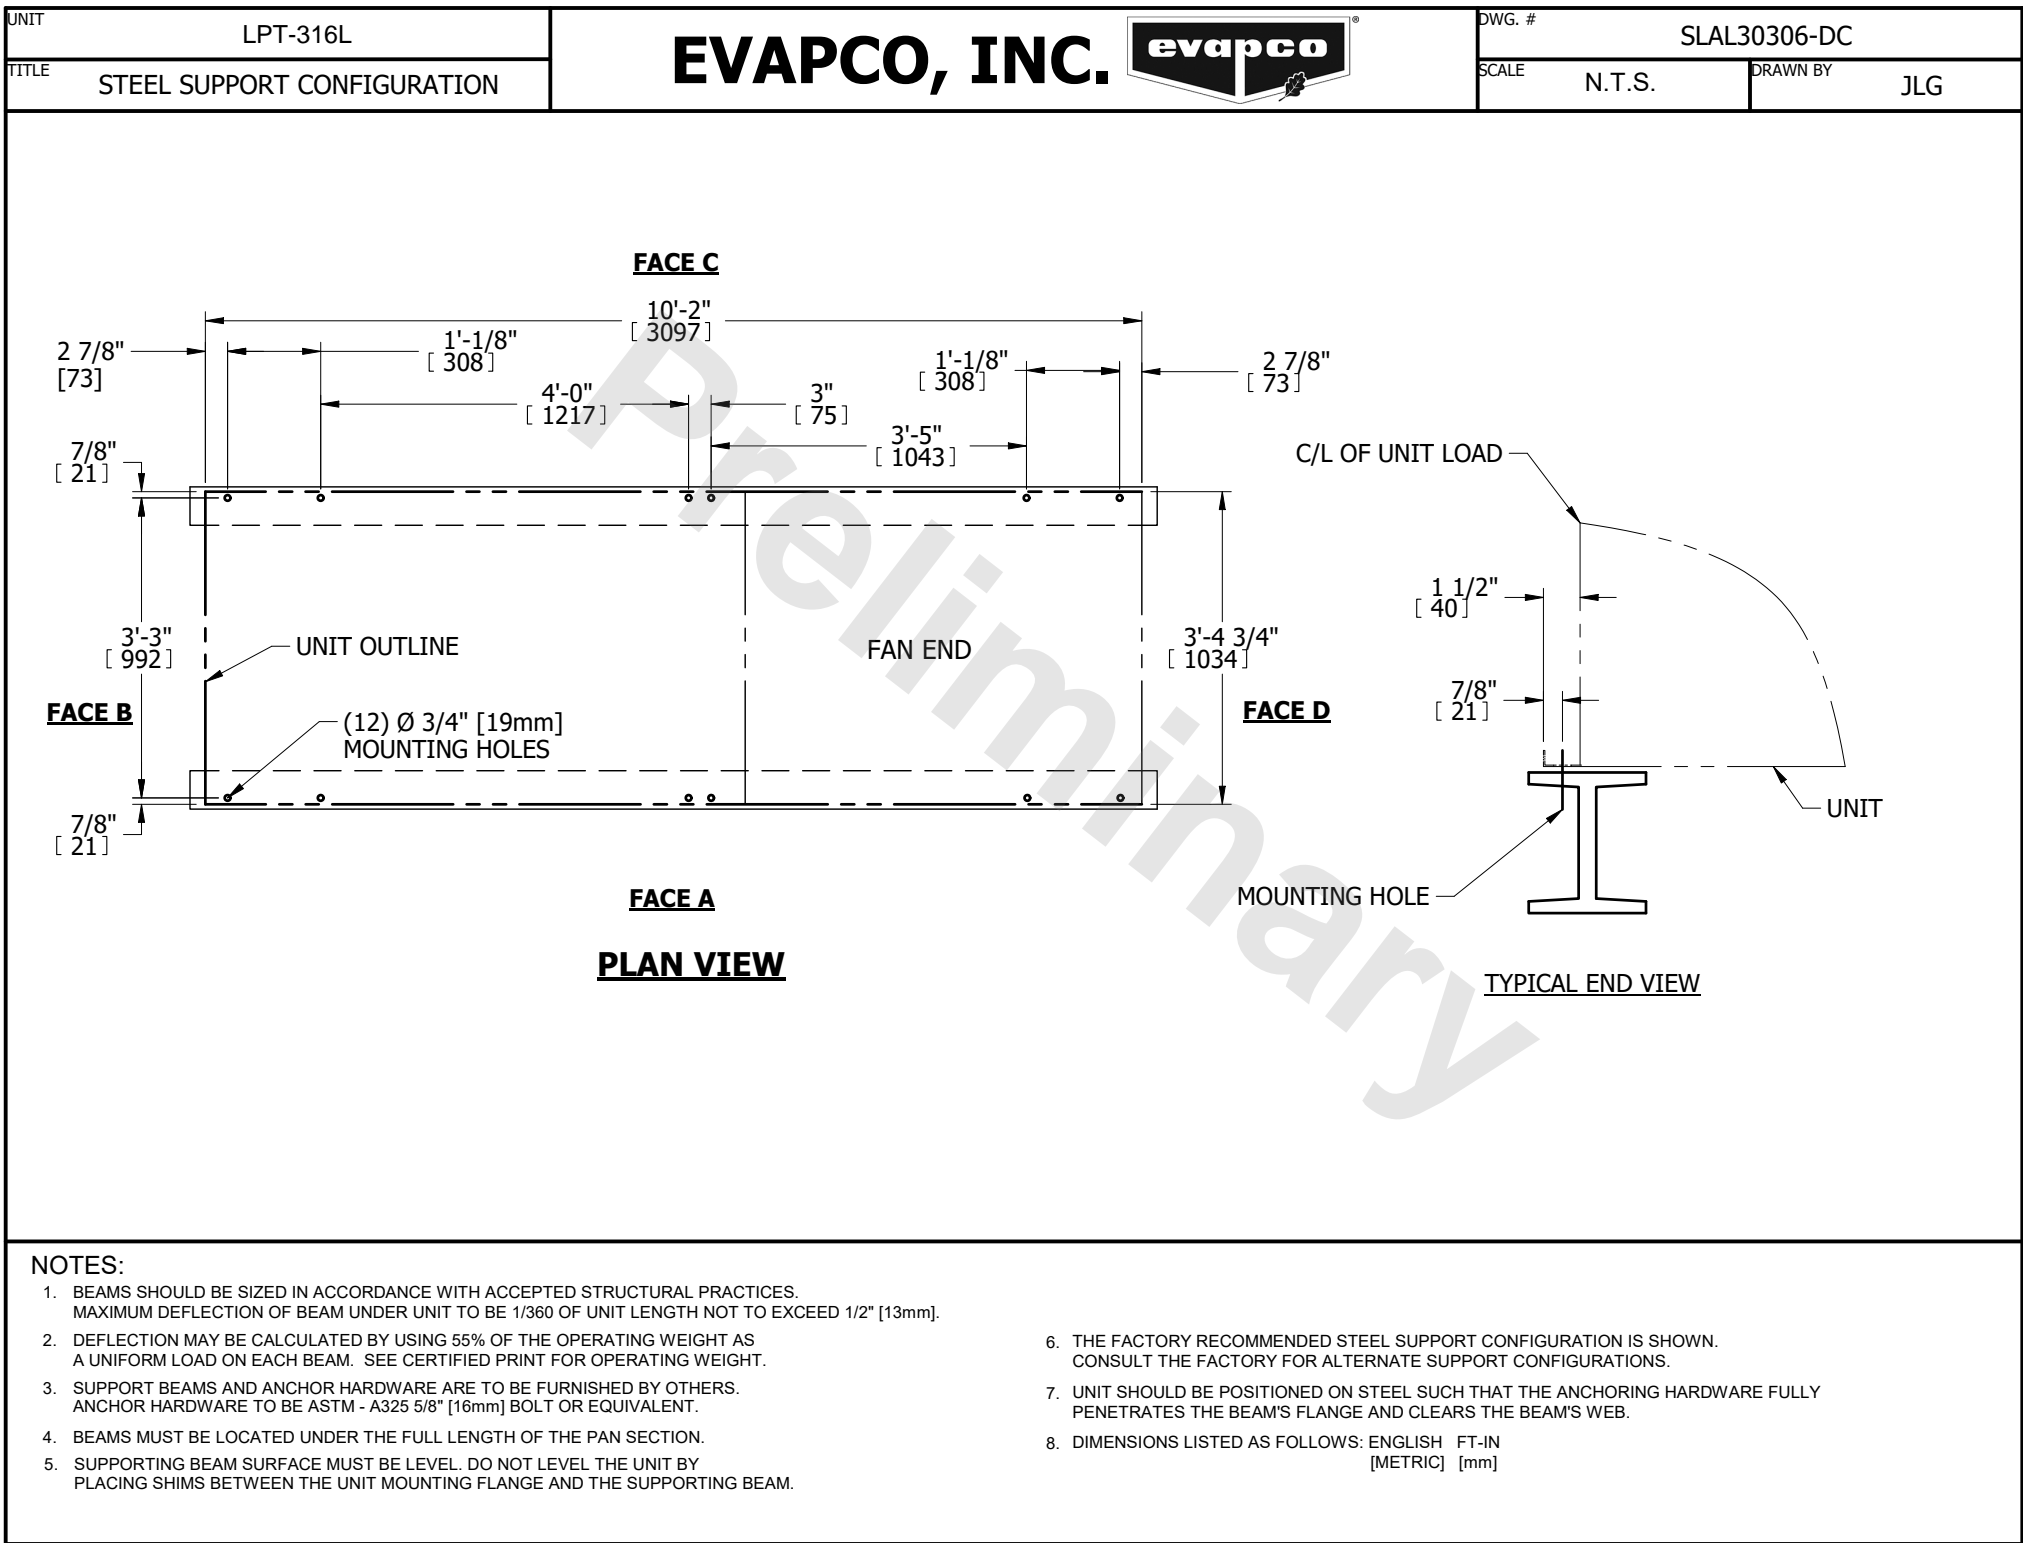 UNIT
LPT-316L
TITLE
STEEL SUPPORT CONFIGURATION
EVAPCO, INC.
evapco
®
DWG. #
SLAL30306-DC
SCALE
N.T.S.
DRAWN BY
JLG
FACE C
10'-2"
[ 3097]
2 7/8"
[73]
1'-1/8"
[ 308]
1'-1/8"
[ 308]
2 7/8"
[ 73]
4'-0"
[ 1217]
3"
[ 75]
3'-5"
[ 1043]
7/8"
[ 21]
3'-3"
[ 992]
UNIT OUTLINE
FAN END
3'-4 3/4"
[ 1034]
FACE B
(12) Ø 3/4" [19mm]
MOUNTING HOLES
FACE D
7/8"
[ 21]
FACE A
PLAN VIEW
C/L OF UNIT LOAD
1 1/2"
[ 40]
7/8"
[ 21]
UNIT
MOUNTING HOLE
TYPICAL END VIEW
Preliminary
NOTES:
1. BEAMS SHOULD BE SIZED IN ACCORDANCE WITH ACCEPTED STRUCTURAL PRACTICES.
MAXIMUM DEFLECTION OF BEAM UNDER UNIT TO BE 1/360 OF UNIT LENGTH NOT TO EXCEED 1/2" [13mm].
2. DEFLECTION MAY BE CALCULATED BY USING 55% OF THE OPERATING WEIGHT AS
A UNIFORM LOAD ON EACH BEAM. SEE CERTIFIED PRINT FOR OPERATING WEIGHT.
3. SUPPORT BEAMS AND ANCHOR HARDWARE ARE TO BE FURNISHED BY OTHERS.
ANCHOR HARDWARE TO BE ASTM - A325 5/8" [16mm] BOLT OR EQUIVALENT.
4. BEAMS MUST BE LOCATED UNDER THE FULL LENGTH OF THE PAN SECTION.
5. SUPPORTING BEAM SURFACE MUST BE LEVEL. DO NOT LEVEL THE UNIT BY
PLACING SHIMS BETWEEN THE UNIT MOUNTING FLANGE AND THE SUPPORTING BEAM.
6. THE FACTORY RECOMMENDED STEEL SUPPORT CONFIGURATION IS SHOWN.
CONSULT THE FACTORY FOR ALTERNATE SUPPORT CONFIGURATIONS.
7. UNIT SHOULD BE POSITIONED ON STEEL SUCH THAT THE ANCHORING HARDWARE FULLY
PENETRATES THE BEAM'S FLANGE AND CLEARS THE BEAM'S WEB.
8. DIMENSIONS LISTED AS FOLLOWS: ENGLISH FT-IN
[METRIC] [mm]